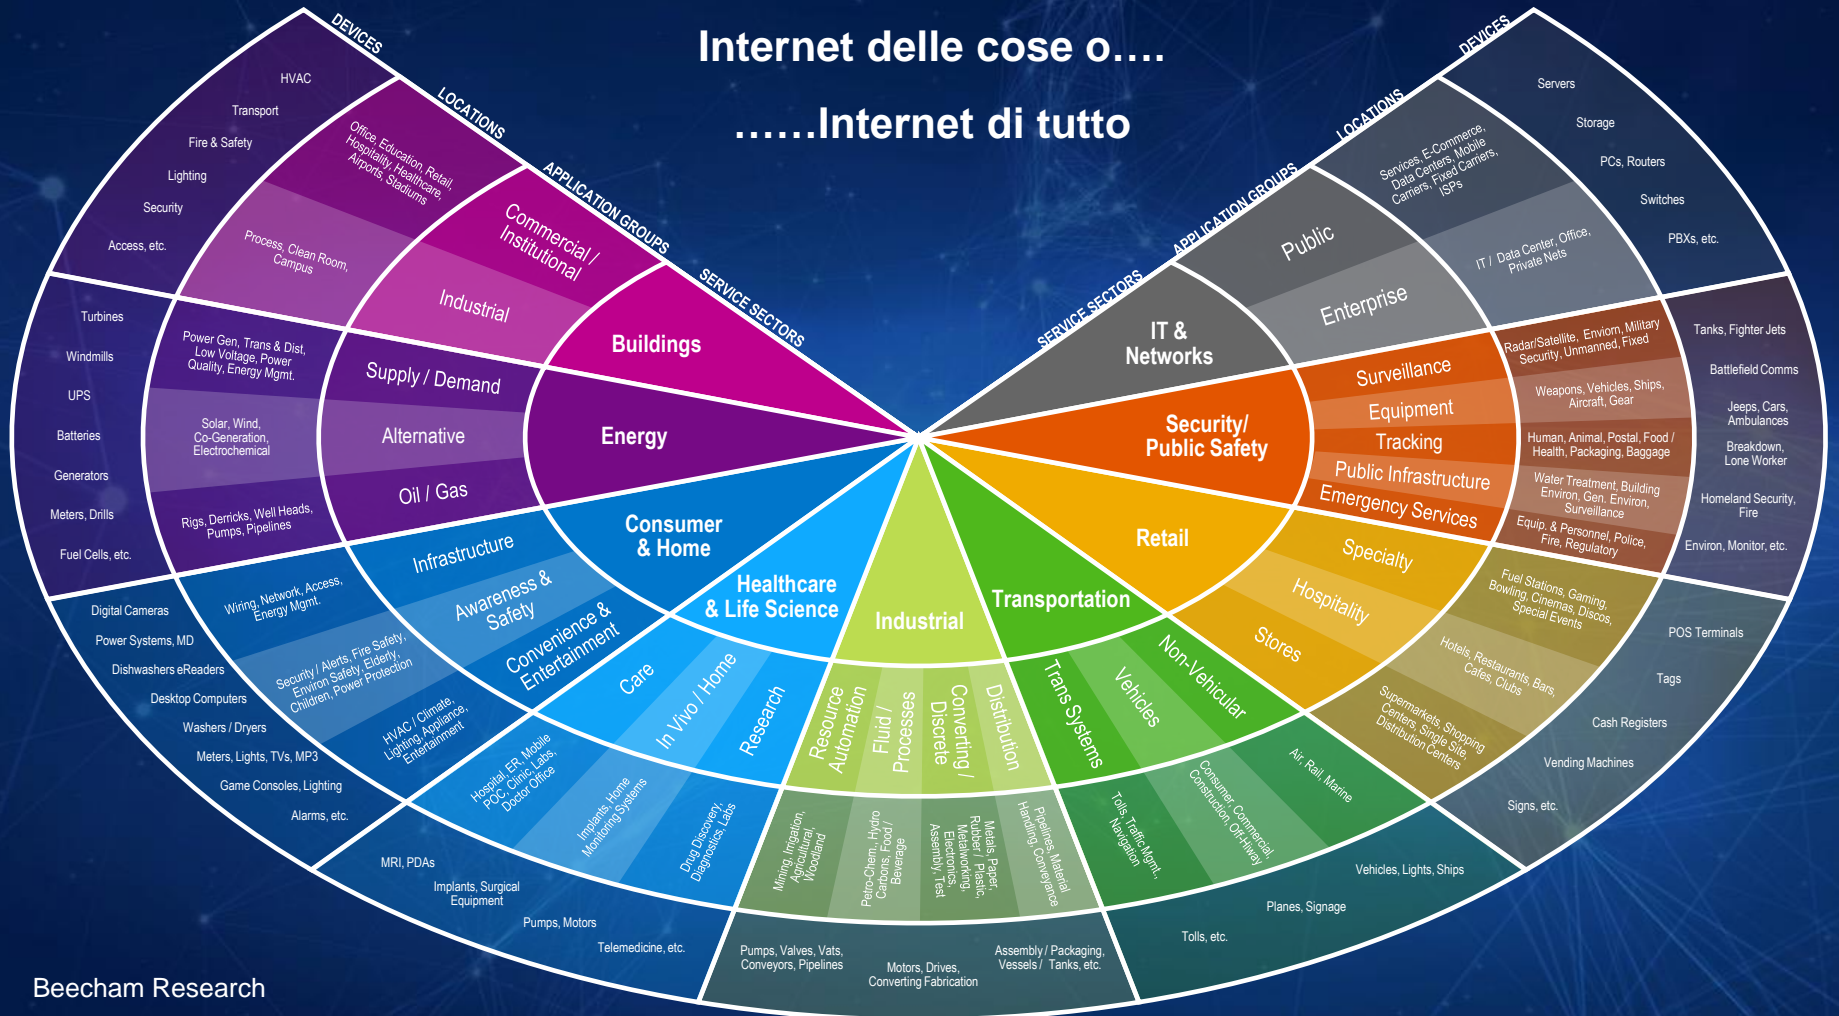 Internet delle cose o....
......Internet di tutto
DEVICES
LOCATIONS
APPLICATION GROUPS
SERVICE SECTORS
DEVICES
LOCATIONS
APPLICATION GROUPS
SERVICE SECTORS
Buildings
Commercial /
Institutional
Industrial
Office, Education, Retail,
Hospitality, Healthcare,
Airports, Stadiums
Process, Clean Room,
Campus
HVAC
Transport
Fire & Safety
Lighting
Security
Access, etc.
Energy
Supply / Demand
Alternative
Oil / Gas
Power Gen, Trans & Dist,
Low Voltage, Power
Quality, Energy Mgmt.
Solar, Wind,
Co-Generation,
Electrochemical
Rigs, Derricks, Well Heads,
Pumps, Pipelines
Turbines
Windmills
UPS
Batteries
Generators
Meters, Drills
Fuel Cells, etc.
Consumer
& Home
Infrastructure
Awareness &
Safety
Convenience &
Entertainment
Wiring, Network, Access,
Energy Mgmt.
Security / Alerts, Fire Safety,
Environ Safety, Elderly,
Children, Power Protection
HVAC / Climate,
Lighting, Appliance,
Entertainment
Digital Cameras
Power Systems, MD
Dishwashers eReaders
Desktop Computers
Washers / Dryers
Meters, Lights, TVs, MP3
Game Consoles, Lighting
Alarms, etc.
Healthcare
& Life Science
Care
In Vivo / Home
Research
Hospital, ER, Mobile
POC, Clinic, Labs,
Doctor Office
Implants, Home
Monitoring Systems
Drug Discovery,
Diagnostics, Labs
MRI, PDAs
Implants, Surgical
Equipment
Pumps, Motors
Telemedicine, etc.
Industrial
Resource
Automation
Fluid /
Processes
Converting /
Discrete
Distribution
Mining, Irrigation,
Agricultural,
Woodland
Petro-Chem, Hydro
Carbons, Food /
Beverage
Metals, Paper,
Rubber / Plastic,
Metalworking,
Electronics,
Assembly, Test
Pipelines, Material
Handling, Conveyance
Pumps, Valves, Vats,
Conveyors, Pipelines
Motors, Drives,
Converting Fabrication
Assembly / Packaging,
Vessels / Tanks, etc.
Transportation
Trans Systems
Vehicles
Non-Vehicular
Tolls, Traffic Mgmt.,
Navigation
Consumer, Commercial,
Construction, Off-Hiway
Air, Rail, Marine
Vehicles, Lights, Ships
Planes, Signage
Tolls, etc.
Retail
Specialty
Hospitality
Stores
Fuel Stations, Gaming,
Bowling, Cinemas, Discos,
Special Events
Hotels, Restaurants, Bars,
Cafes, Clubs
Supermarkets, Shopping
Centers, Single Site,
Distribution Centers
POS Terminals
Tags
Cash Registers
Vending Machines
Signs, etc.
Security/
Public Safety
Surveillance
Equipment
Tracking
Public Infrastructure
Emergency Services
Radar/Satellite, Enviorn, Military
Security, Unmanned, Fixed
Weapons, Vehicles, Ships,
Aircraft, Gear
Human, Animal, Postal, Food /
Health, Packaging, Baggage
Water Treatment, Building
Environ, Gen. Environ,
Surveillance
Equip. & Personnel, Police,
Fire, Regulatory
Tanks, Fighter Jets
Battlefield Comms
Jeeps, Cars,
Ambulances
Breakdown,
Lone Worker
Homeland Security,
Fire
Environ, Monitor, etc.
IT &
Networks
Public
Enterprise
Services, E-Commerce,
Data Centers, Mobile
Carriers, Fixed Carriers,
ISPs
IT / Data Center, Office,
Private Nets
Servers
Storage
PCs, Routers
Switches
PBXs, etc.
Beecham Research